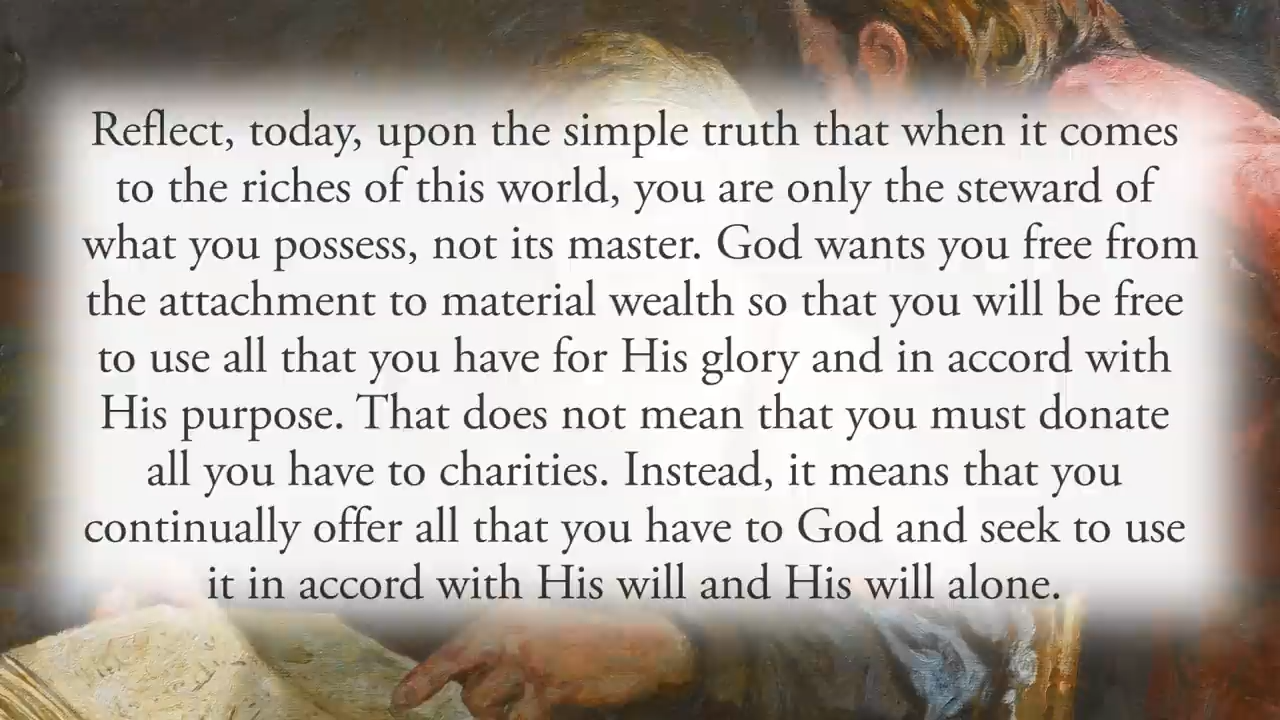 Reflect, today, upon the simple truth that when it comes
to the riches of this world, you are only the steward of
what you possess, not its master. God wants you free from
the attachment to material wealth so that you will be free
to use all that you have for His glory and in accord with
His purpose. That does not mean that you must donate
all you have to charities. Instead, it means that you
continually offer all that you have to God and seek to use
it in accord with His will and His will alone.